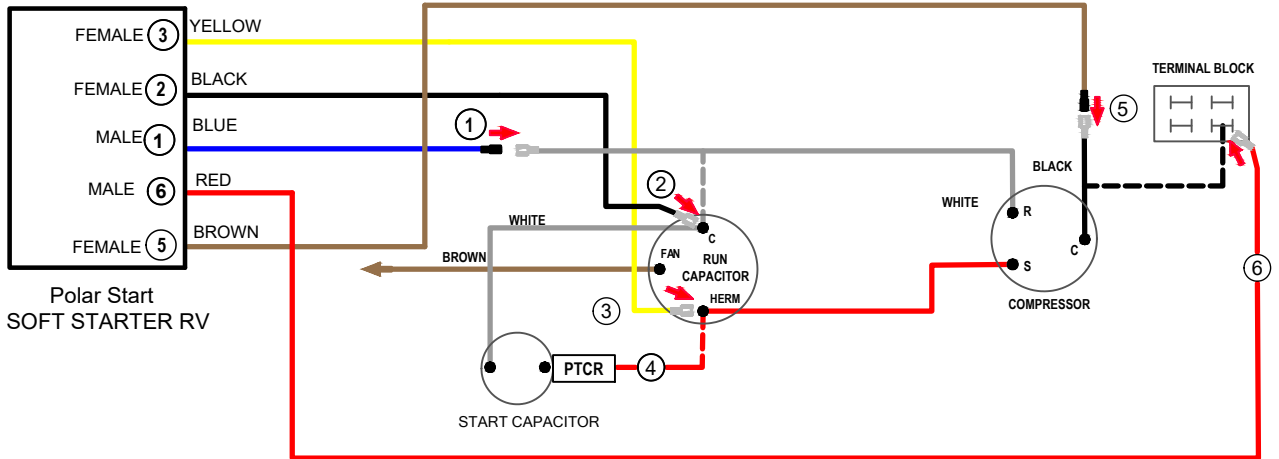 FEMALE 3 YELLOW
FEMALE 2 BLACK
MALE 1 BLUE
MALE 6 RED
FEMALE 5 BROWN
Polar Start
SOFT STARTER RV
1
2
WHITE
C
FAN
RUN
CAPACITOR
BROWN
HERM
3
PTCR
4
START CAPACITOR
5
TERMINAL BLOCK
BLACK
WHITE
R
C
S
COMPRESSOR
6